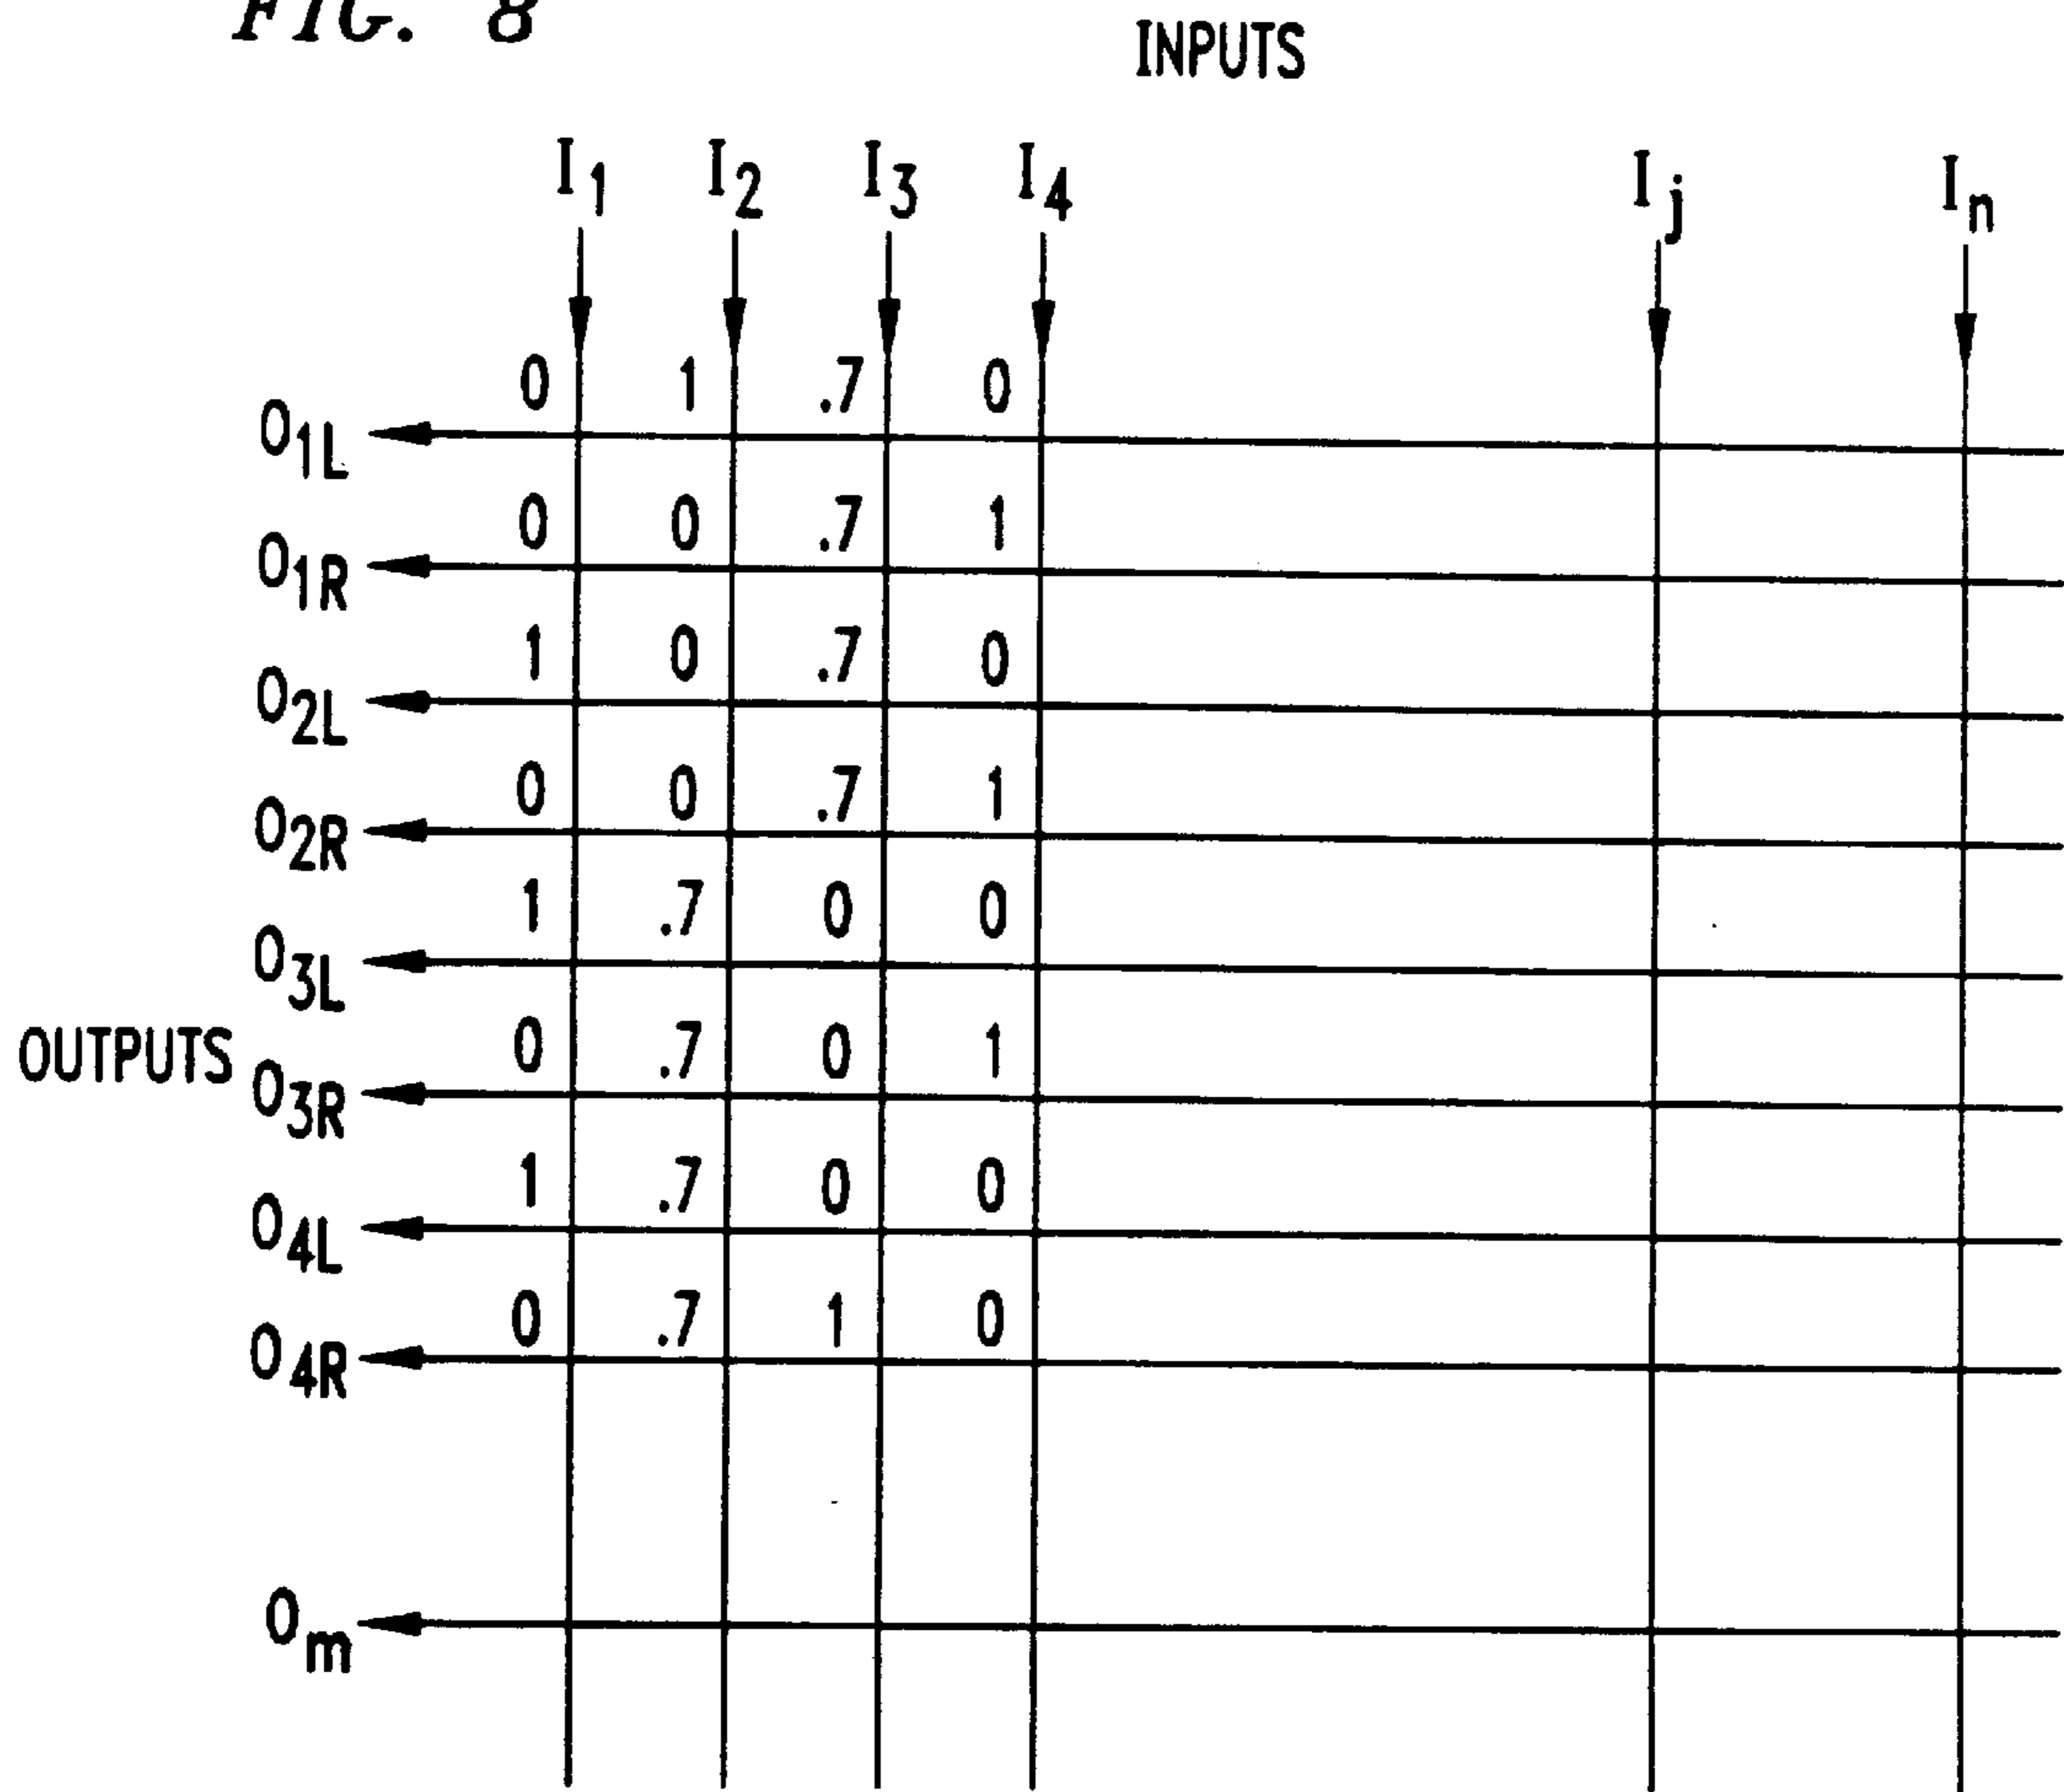 FIG. 8
INPUTS
I1 I2 I3 I4 Ij In
0 1 .7 0
O1L
0 0 .7 1
O1R
1 0 .7 0
O2L
0 0 .7 1
O2R
1 .7 0 0
O3L
OUTPUTS
0 .7 0 1
O3R
1 .7 0 0
O4L
0 .7 1 0
O4R
Om